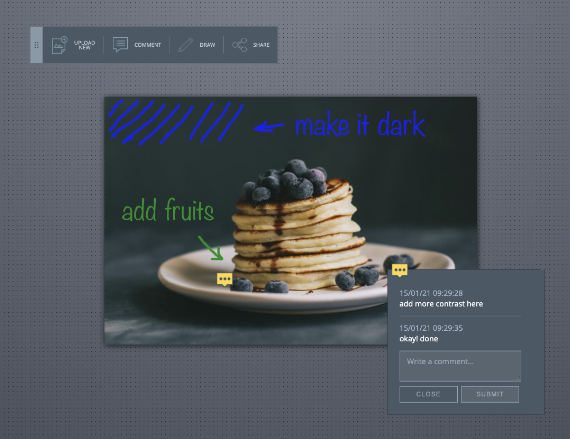 UPLOAD
NEW
COMMENT
DRAW
SHARE
make it dark
add fruits
15/01/21 09:29:28
add more contrast here
15/01/21 09:29:35
okay! done
Write a comment...
CLOSE
SUBMIT